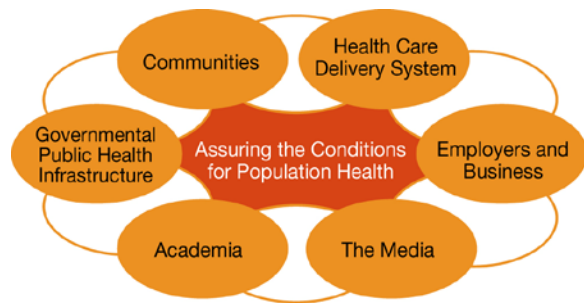 Communities
Health Care
Delivery System
Governmental
Public Health
Infrastructure
Assuring the Conditions
for Population Health
Employers and
Business
Academia
The Media